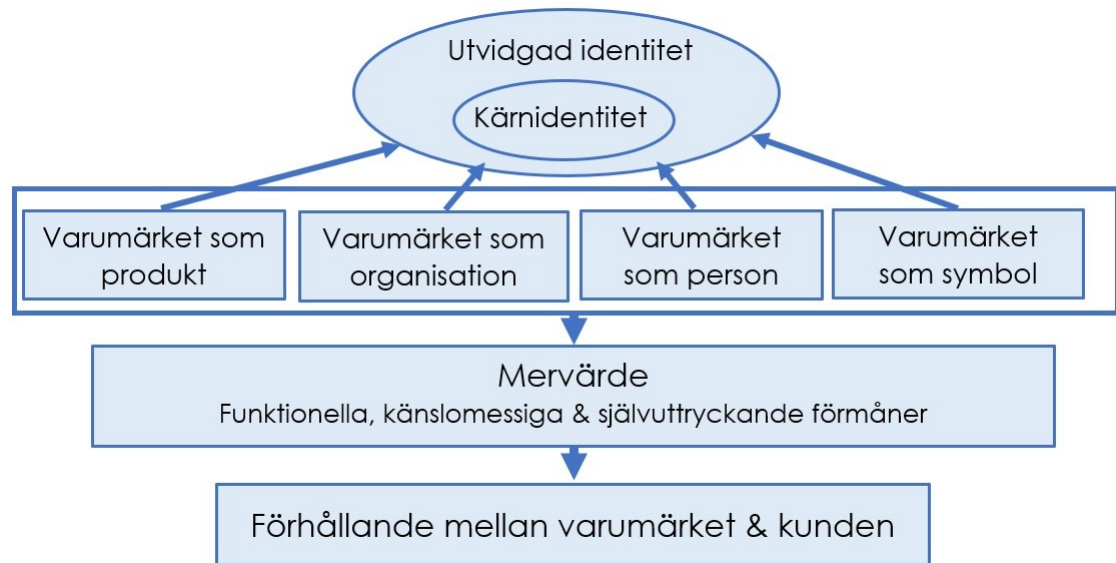 Utvidgad identitet
Kärnidentitet
Varumärket som
produkt
Varumärket som
organisation
Varumärket
som person
Varumärket
som symbol
Mervärde
Funktionella, känslomessiga & självuttryckande förmåner
Förhållande mellan varumärket & kunden